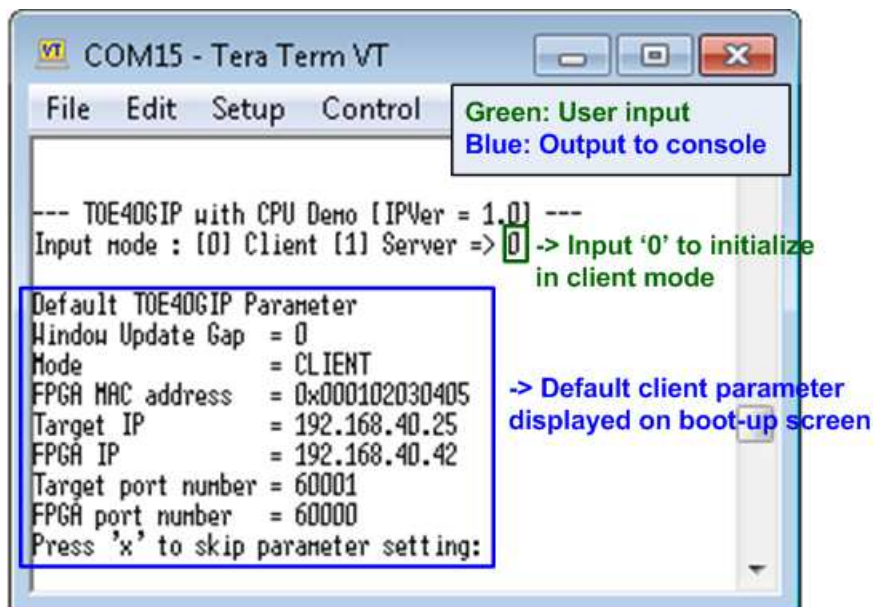 COM15 - Tera Term VT
File Edit Setup Control
Green: User input
Blue: Output to console
--- TOE40GIP with CPU Demo [IPVer = 1.0] ---
Input mode : [0] Client [1] Server => 0
-> Input ‘0’ to initialize
in client mode
Default TOE40GIP Parameter
Window Update Gap = 0
Mode = CLIENT
FPGA MAC address = 0x000102030405
Target IP = 192.168.40.25
FPGA IP = 192.168.40.42
Target port number = 60001
FPGA port number = 60000
Press 'x' to skip parameter setting:
-> Default client parameter
displayed on boot-up screen